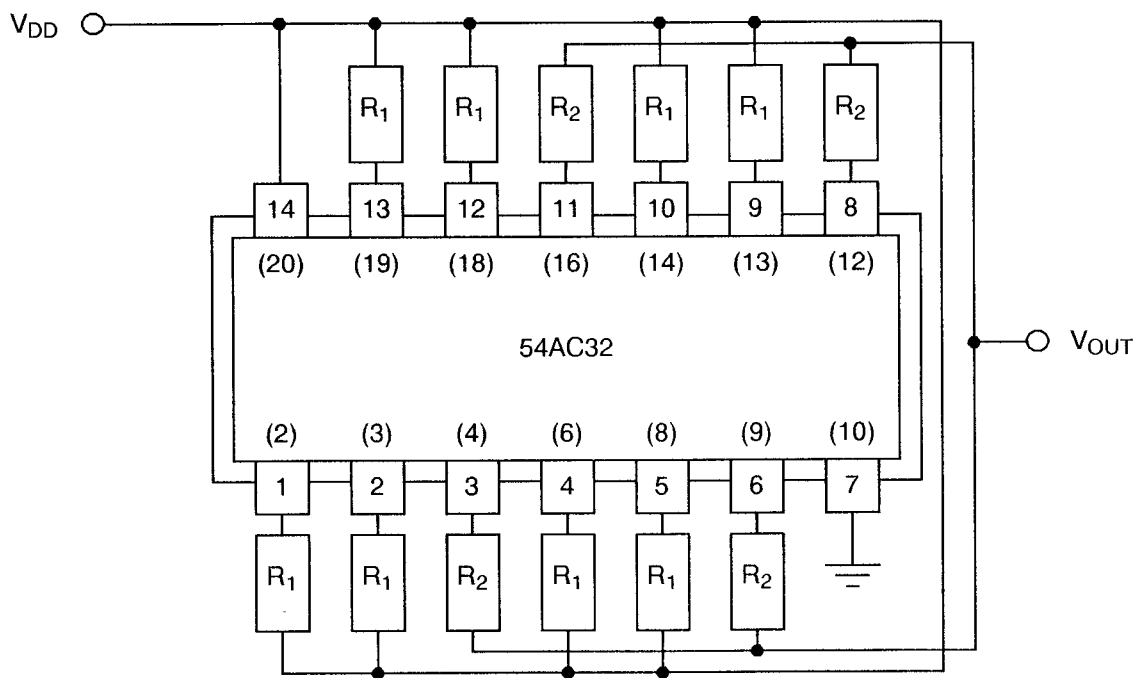 V_DD
R₁ R₁ R₂ R₁ R₁ R₂
14 13 12 11 10 9 8
(20) (19) (18) (16) (14) (13) (12)
54AC32
V_OUT
(2) (3) (4) (6) (8) (9) (10)
1 2 3 4 5 6 7
R₁ R₁ R₂ R₁ R₁ R₂